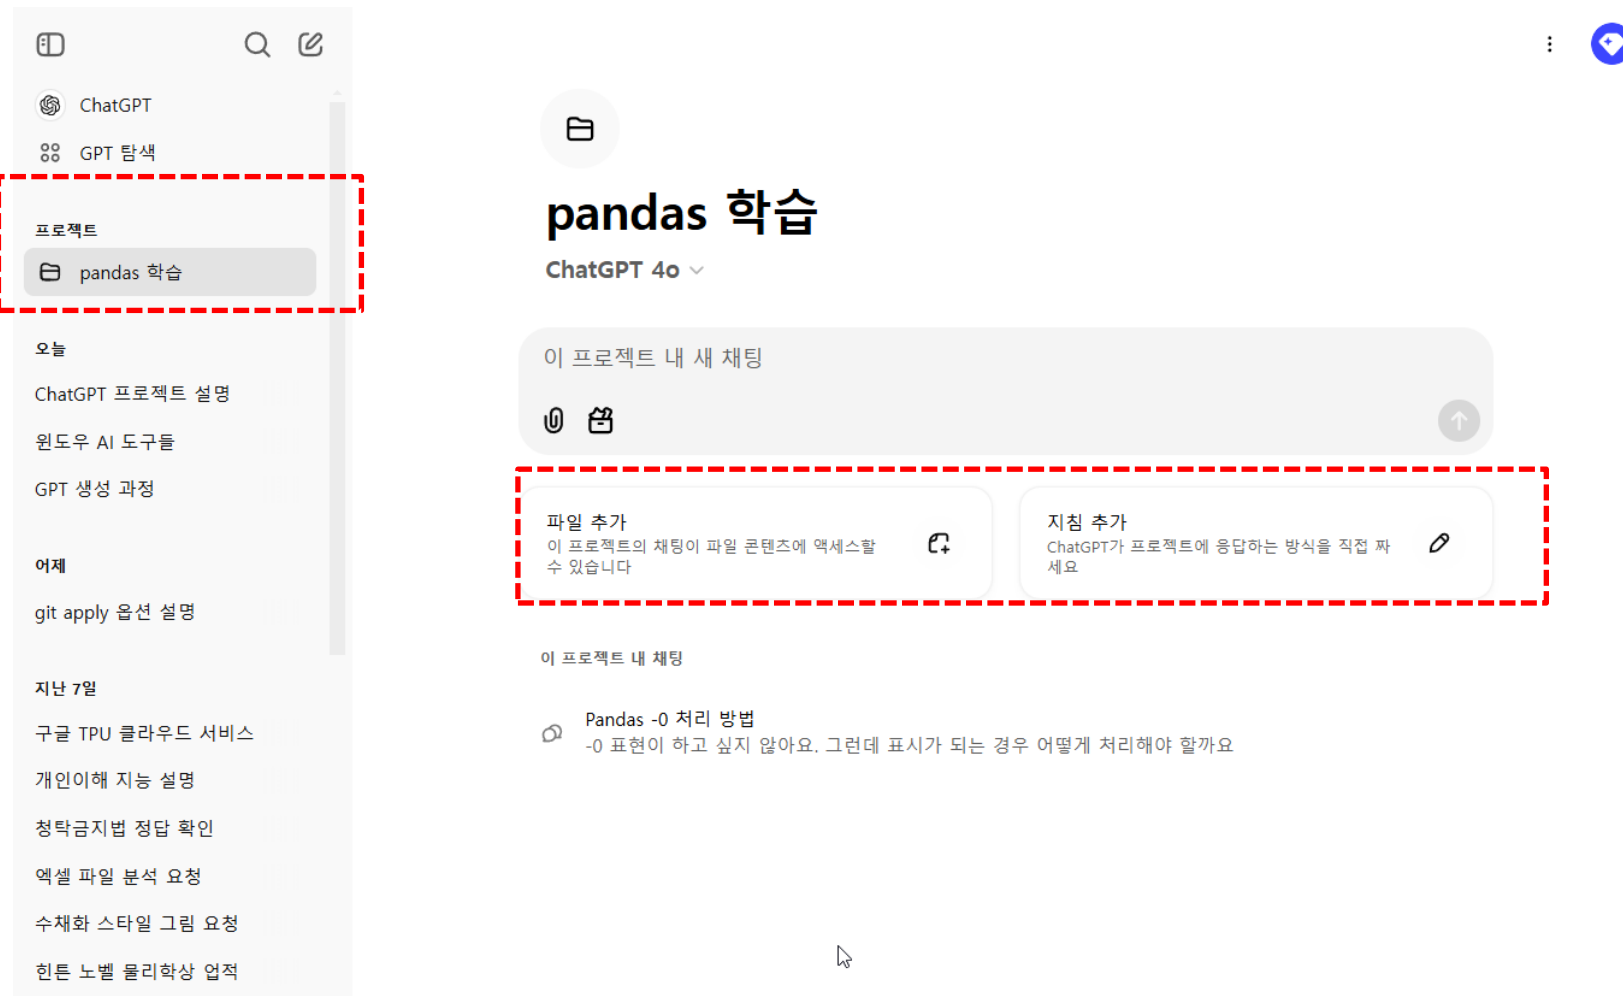 ChatGPT
GPT 탐색
프로젝트
pandas 학습
오늘
ChatGPT 프로젝트 설명
윈도우 AI 도구들
GPT 생성 과정
어제
git apply 옵션 설명
지난 7일
구글 TPU 클라우드 서비스
개인이해 지능 설명
청탁금지법 정답 확인
엑셀 파일 분석 요청
수채화 스타일 그림 요청
힌튼 노벨 물리학상 업적
pandas 학습
ChatGPT 4o
이 프로젝트 내 새 채팅
파일 추가
이 프로젝트의 채팅이 파일 콘텐츠에 액세스할
수 있습니다
지침 추가
ChatGPT가 프로젝트에 응답하는 방식을 직접 짜
세요
이 프로젝트 내 채팅
Pandas -0 처리 방법
-0 표현이 하고 싶지 않아요. 그런데 표시가 되는 경우 어떻게 처리해야 할까요